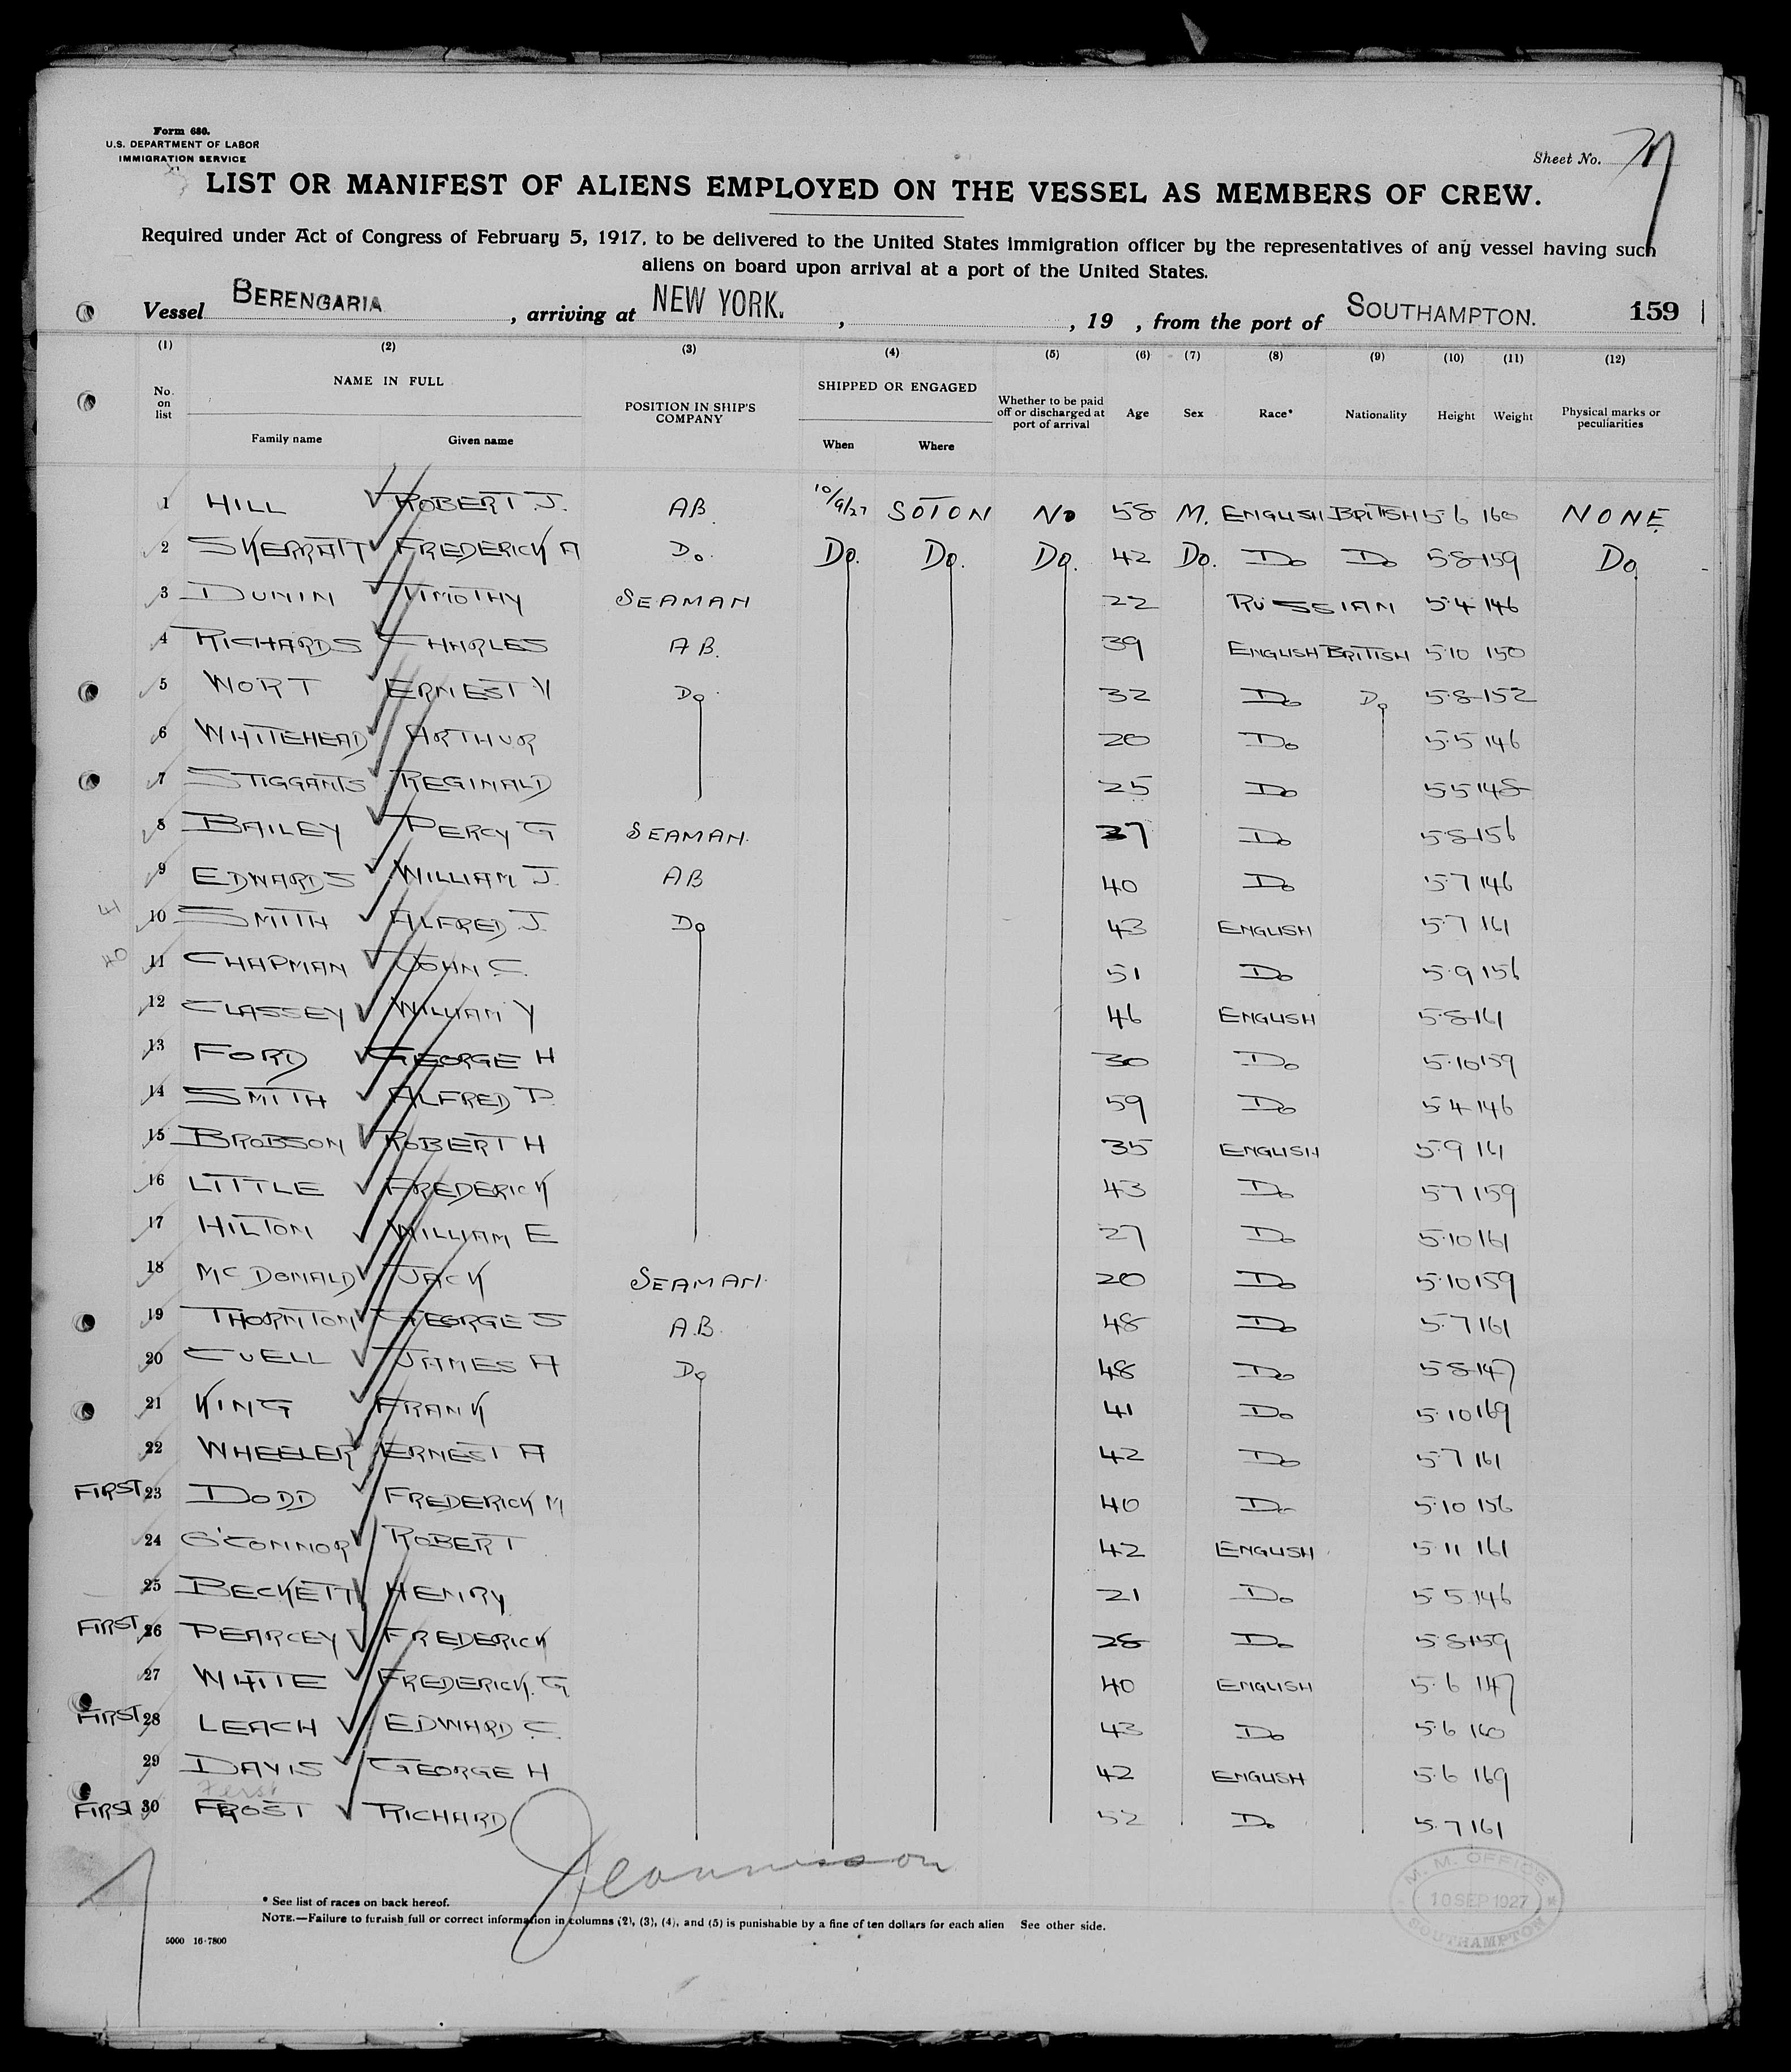 Form 680.
U.S. DEPARTMENT OF LABOR
IMMIGRATION SERVICE
Sheet No.
LIST OR MANIFEST OF ALIENS EMPLOYED ON THE VESSEL AS MEMBERS OF CREW.
Required under Act of Congress of February 5, 1917, to be delivered to the United States immigration officer by the representatives of any vessel having such
aliens on board upon arrival at a port of the United States.
Vessel BERENGARIA , arriving at NEW YORK. , , 19 , from the port of SOUTHAMPTON. 159
(1) (2) (3) (4) (5) (6) (7) (8) (9) (10) (11) (12)
No. on list NAME IN FULL Family name Given name POSITION IN SHIP'S COMPANY SHIPPED OR ENGAGED When Where Whether to be paid off or discharged at port of arrival Age Sex Race* Nationality Height Weight Physical marks or peculiarities
1 HILL ROBERT J. AB. 10/9/27 SOTON NO 58 M. ENGLISH BRITISH 5.6 160 NONE
2 SKERRATT FREDERICK A Do. Do. Do. Do. 42 Do. Do Do 5.8 159 Do
3 DUNIN TIMOTHY SEAMAN 22 RUSSIAN 5.4 146
4 RICHARDS CHARLES AB. 39 ENGLISH BRITISH 5.10 150
5 WORT ERNEST Do 32 Do Do 5.8 152
6 WHITEHEAD ARTHUR 20 Do 5.5 146
7 STIGGANTS REGINALD 25 Do 5.5 148
8 BAILEY PERCY G SEAMAN. 37 Do 5.8 156
9 EDWARDS WILLIAM J. AB 40 Do 5.7 146
10 SMITH ALFRED J. Do 43 ENGLISH 5.7 161
11 CHAPMAN JOHN C. 51 Do 5.9 156
12 CLASSEY WILLIAM Y 46 ENGLISH 5.8 161
13 FORD GEORGE H 30 Do 5.10 159
14 SMITH ALFRED P. 59 Do 5.4 146
15 BROBSON ROBERT H 35 ENGLISH 5.9 161
16 LITTLE FREDERICK 43 Do 5.7 159
17 HILTON WILLIAM E 27 Do 5.10 161
18 MCDONALD JACK SEAMAN. 20 Do 5.10 159
19 THORNTON GEORGE S A.B. 48 Do 5.7 161
20 CUELL JAMES A Do 48 Do 5.8 147
21 KING FRANK 41 Do 5.10 169
22 WHEELER ERNEST A 42 Do 5.7 161
FIRST 23 DODD FREDERICK M 40 Do 5.10 156
24 O'CONNOR ROBERT 42 ENGLISH 5.11 161
25 BECKETT HENRY 21 Do 5.5 146
FIRST 26 PEARCEY FREDERICK 28 Do 5.8 159
27 WHITE FREDERICK. G 40 ENGLISH 5.6 147
FIRST 28 LEACH EDWARD C. 43 Do 5.6 160
29 DAVIS GEORGE H 42 ENGLISH 5.6 169
First
FIRST 30 FROST RICHARD 52 Do 5.7 161
M. M. OFFICE
10 SEP 1927
SOUTHAMPTON
* See list of races on back hereof.
NOTE.—Failure to furnish full or correct information in columns (2), (3), (4), and (5) is punishable by a fine of ten dollars for each alien See other side.
5000 16-7800